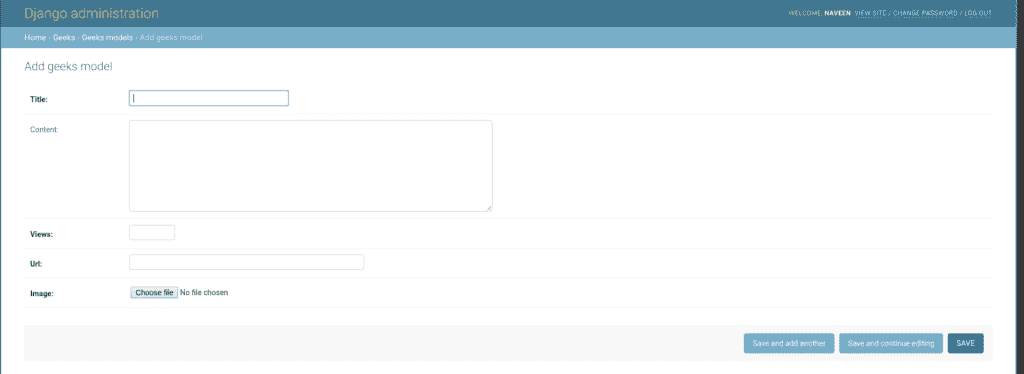 Django administration
WELCOME, NAVEEN. VIEW SITE / CHANGE PASSWORD / LOG OUT
Home › Geeks › Geeks models › Add geeks model
Add geeks model
Title:
Content:
Views:
Url:
Image: Choose file No file chosen
Save and add another Save and continue editing SAVE